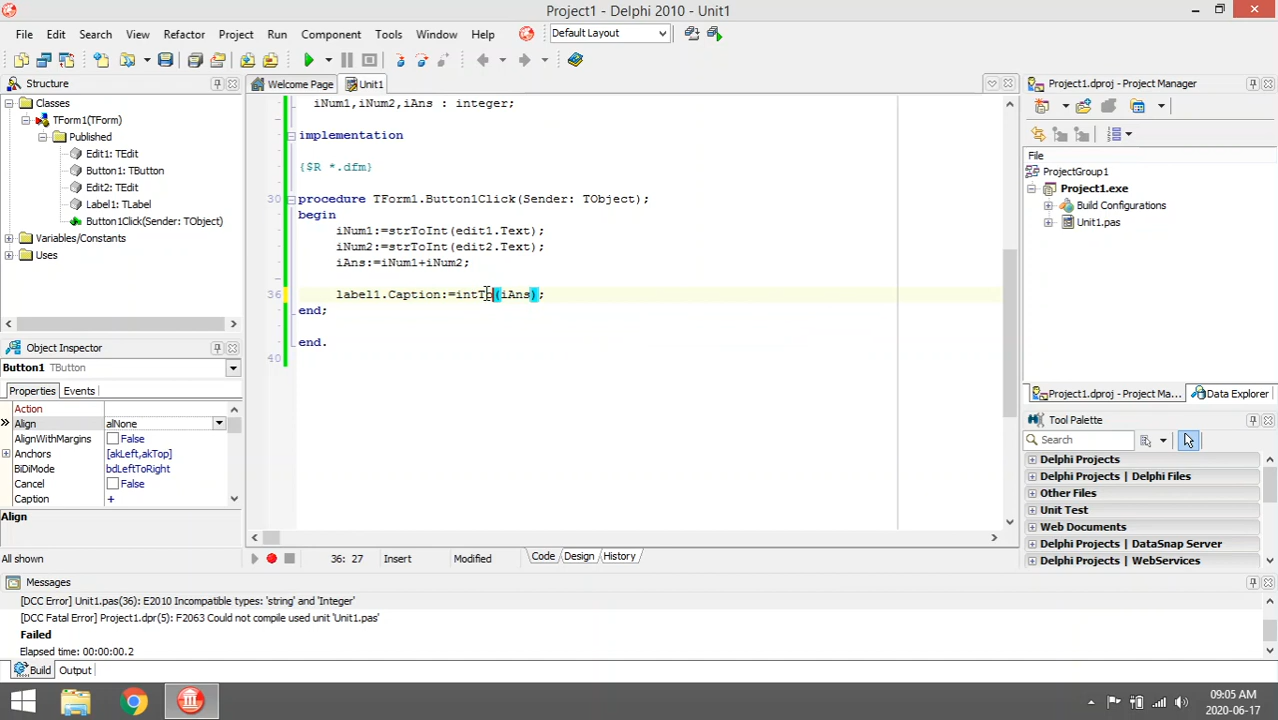 Project1 - Delphi 2010 - Unit1
File Edit Search View Refactor Project Run Component Tools Window Help Default Layout
Structure
Classes
TForm1(TForm)
Published
Edit1: TEdit
Button1: TButton
Edit2: TEdit
Label1: TLabel
Button1Click(Sender: TObject)
Variables/Constants
Uses
Object Inspector
Button1 TButton
Properties Events
Action
Align alNone
AlignWithMargins False
Anchors [akLeft,akTop]
BiDiMode bdLeftToRight
Cancel False
Caption +
Align
All shown
Welcome Page Unit1
iNum1,iNum2,iAns : integer;
implementation
{$R *.dfm}
30 procedure TForm1.Button1Click(Sender: TObject);
begin
iNum1:=strToInt(edit1.Text);
iNum2:=strToInt(edit2.Text);
iAns:=iNum1+iNum2;
36 label1.Caption:=intTo(iAns);
end;
end.
40
36: 27 Insert Modified Code Design History
Project1.dproj - Project Manager
File
ProjectGroup1
Project1.exe
Build Configurations
Unit1.pas
Project1.dproj - Project Ma... Data Explorer
Tool Palette
Search
Delphi Projects
Delphi Projects | Delphi Files
Other Files
Unit Test
Web Documents
Delphi Projects | DataSnap Server
Delphi Projects | WebServices
Messages
[DCC Error] Unit1.pas(36): E2010 Incompatible types: 'string' and 'Integer'
[DCC Fatal Error] Project1.dpr(5): F2063 Could not compile used unit 'Unit1.pas'
Failed
Elapsed time: 00:00:00.2
Build Output
09:05 AM
2020-06-17